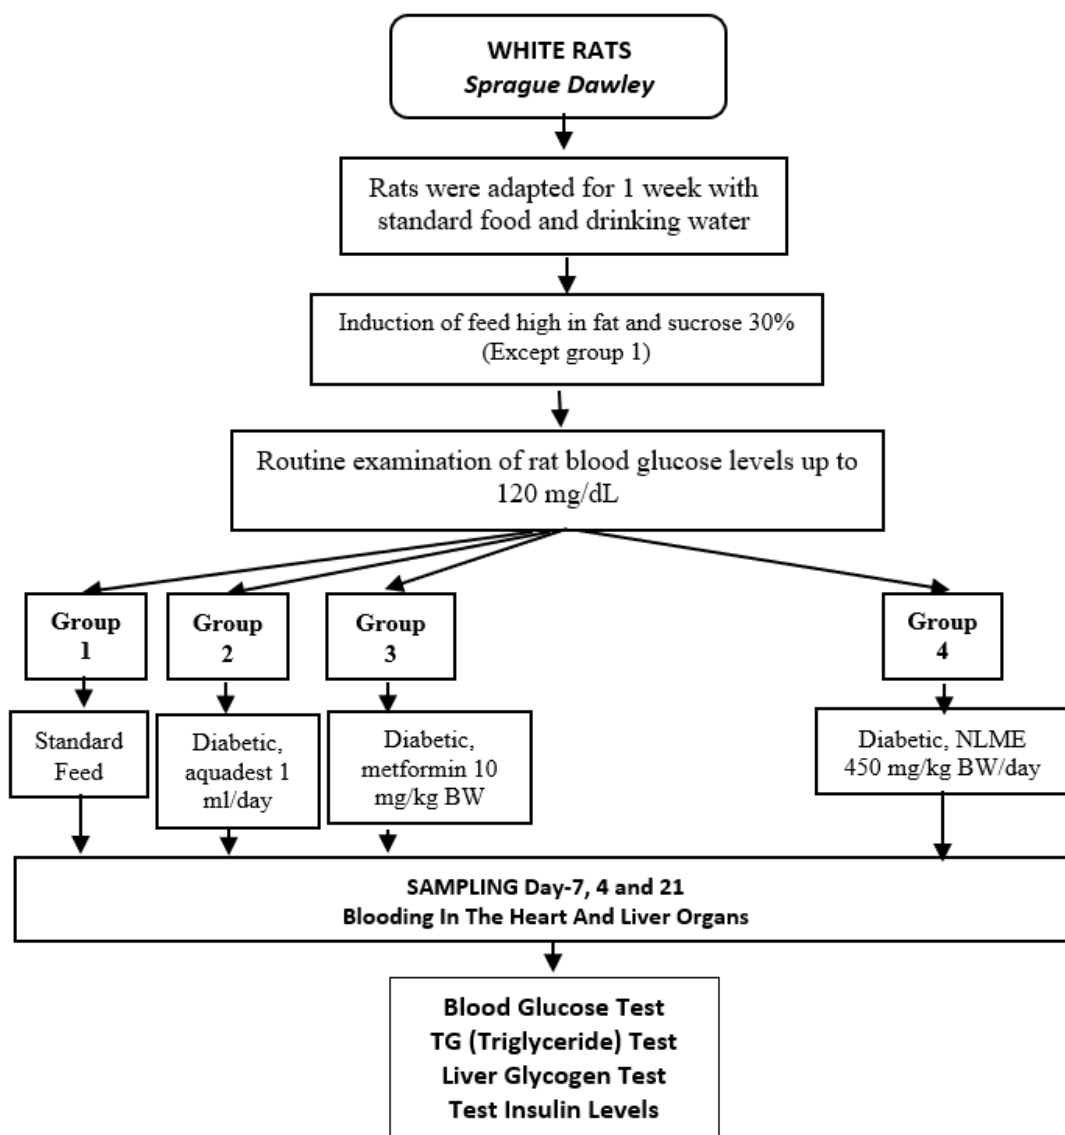 WHITE RATS
Sprague Dawley
Rats were adapted for 1 week with
standard food and drinking water
Induction of feed high in fat and sucrose 30%
(Except group 1)
Routine examination of rat blood glucose levels up to
120 mg/dL
Group
1
Group
2
Group
3
Group
4
Standard
Feed
Diabetic,
aquadest 1
ml/day
Diabetic,
metformin 10
mg/kg BW
Diabetic, NLME
450 mg/kg BW/day
SAMPLING Day-7, 4 and 21
Blooding In The Heart And Liver Organs
Blood Glucose Test
TG (Triglyceride) Test
Liver Glycogen Test
Test Insulin Levels